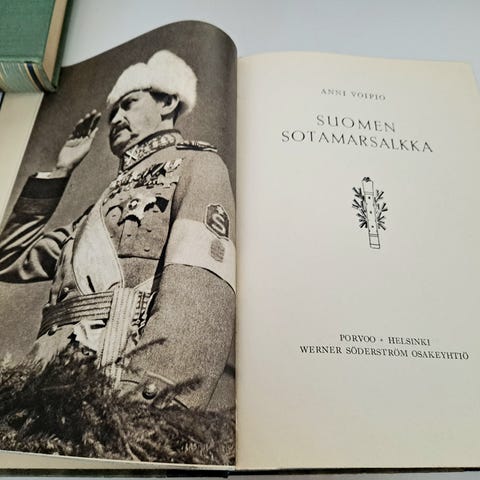 ANNI VOIPIO
SUOMEN
SOTAMARSALKKA
PORVOO • HELSINKI
WERNER SÖDERSTRÖM OSAKEYHTIÖ
S